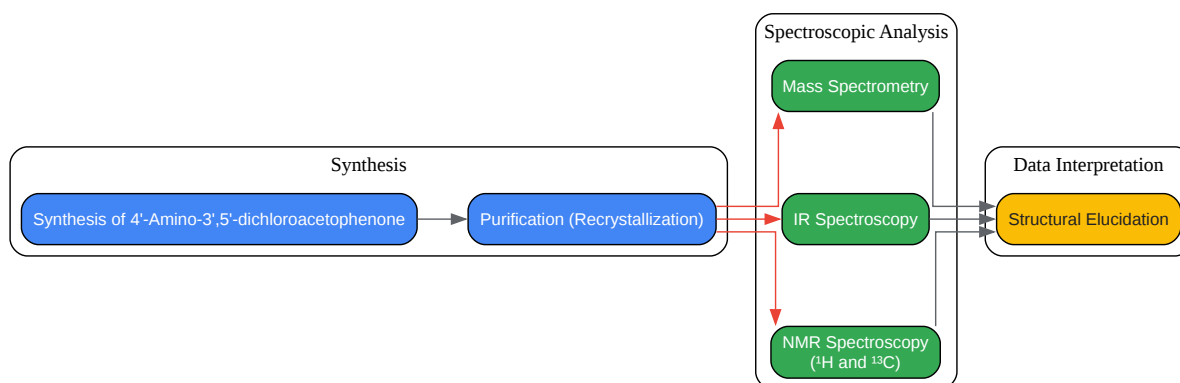 Synthesis
Synthesis of 4'-Amino-3',5'-dichloroacetophenone
Purification (Recrystallization)
Spectroscopic Analysis
Mass Spectrometry
IR Spectroscopy
NMR Spectroscopy
(¹H and ¹³C)
Data Interpretation
Structural Elucidation